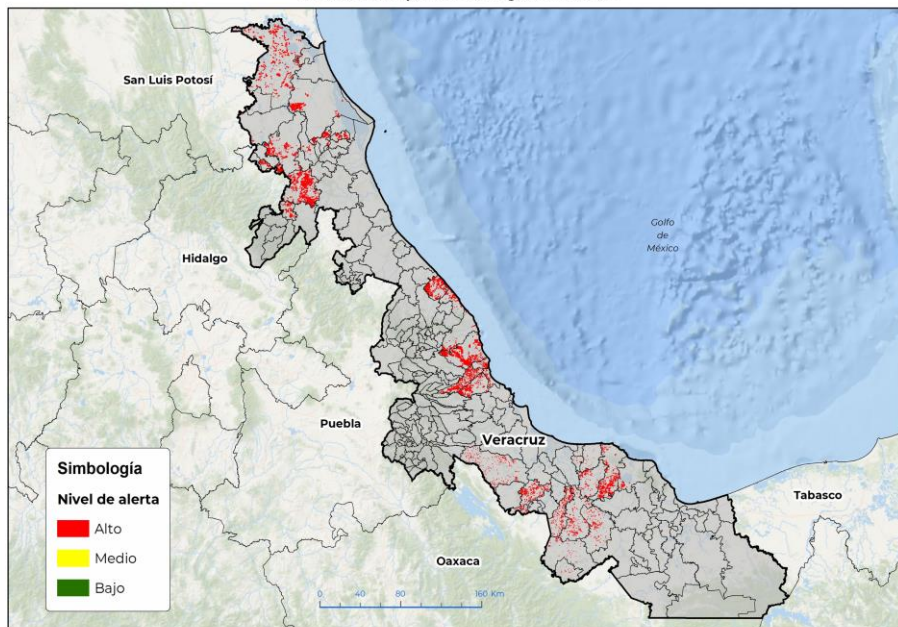 San Luis Potosí
Golfo
de
México
Hidalgo
Puebla
Veracruz
Tabasco
Oaxaca
Simbología
Nivel de alerta
Alto
Medio
Bajo
0 40 80 160 Km